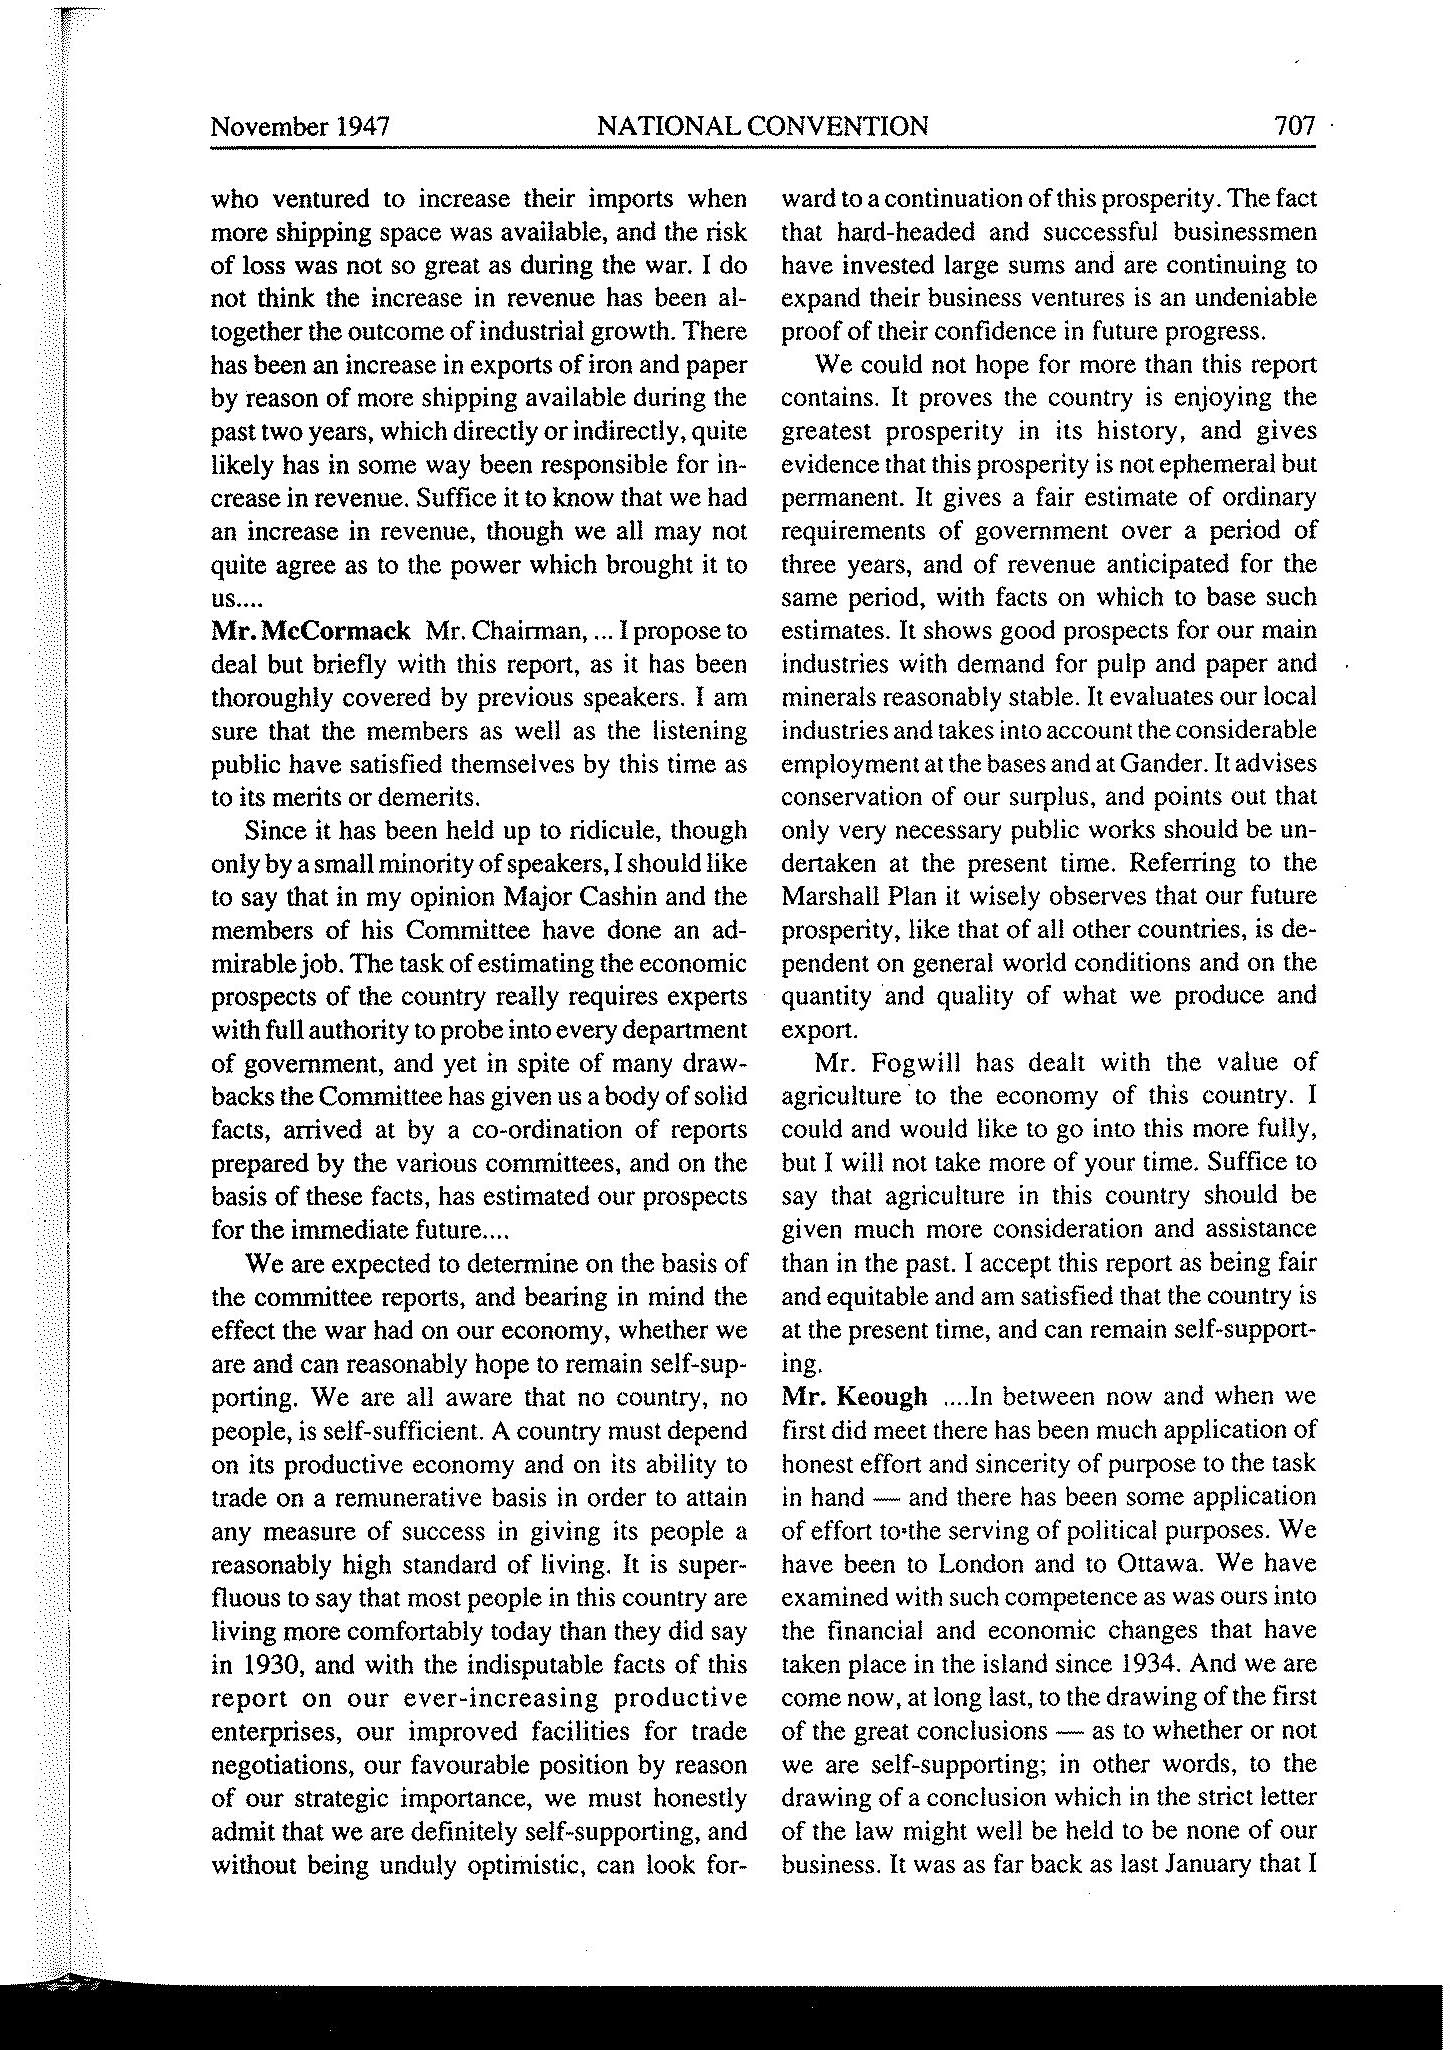 November 1947 NATIONAL CONVENTION 707
who ventured to increase their imports when
more shipping space was available, and the risk
of loss was not so great as during the war. I do
not think the increase in revenue has been al-
together the outcome of industrial growth. There
has been an increase in exports of iron and paper
by reason of more shipping available during the
past two years, which directly or indirectly, quite
likely has in some way been responsible for in-
crease in revenue. Suffice it to know that we had
an increase in revenue, though we all may not
quite agree as to the power which brought it to
us....
Mr. McCormack Mr. Chairman, ... I propose to
deal but briefly with this report, as it has been
thoroughly covered by previous speakers. I am
sure that the members as well as the listening
public have satisfied themselves by this time as
to its merits or demerits.
Since it has been held up to ridicule, though
only by a small minority of speakers, I should like
to say that in my opinion Major Cashin and the
members of his Committee have done an ad-
mirable job. The task of estimating the economic
prospects of the country really requires experts
with full authority to probe into every department
of government, and yet in spite of many draw-
backs the Committee has given us a body of solid
facts, arrived at by a co-ordination of reports
prepared by the various committees, and on the
basis of these facts, has estimated our prospects
for the immediate future....
We are expected to determine on the basis of
the committee reports, and bearing in mind the
effect the war had on our economy, whether we
are and can reasonably hope to remain self-sup-
porting. We are all aware that no country, no
people, is self-sufficient. A country must depend
on its productive economy and on its ability to
trade on a remunerative basis in order to attain
any measure of success in giving its people a
reasonably high standard of living. It is super-
fluous to say that most people in this country are
living more comfortably today than they did say
in 1930, and with the indisputable facts of this
report on our ever-increasing productive
enterprises, our improved facilities for trade
negotiations, our favourable position by reason
of our strategic importance, we must honestly
admit that we are definitely self-supporting, and
without being unduly optimistic, can look for-
ward to a continuation of this prosperity. The fact
that hard-headed and successful businessmen
have invested large sums and are continuing to
expand their business ventures is an undeniable
proof of their confidence in future progress.
We could not hope for more than this report
contains. It proves the country is enjoying the
greatest prosperity in its history, and gives
evidence that this prosperity is not ephemeral but
permanent. It gives a fair estimate of ordinary
requirements of government over a period of
three years, and of revenue anticipated for the
same period, with facts on which to base such
estimates. It shows good prospects for our main
industries with demand for pulp and paper and
minerals reasonably stable. It evaluates our local
industries and takes into account the considerable
employment at the bases and at Gander. It advises
conservation of our surplus, and points out that
only very necessary public works should be un-
dertaken at the present time. Referring to the
Marshall Plan it wisely observes that our future
prosperity, like that of all other countries, is de-
pendent on general world conditions and on the
quantity and quality of what we produce and
export.
Mr. Fogwill has dealt with the value of
agriculture to the economy of this country. I
could and would like to go into this more fully,
but I will not take more of your time. Suffice to
say that agriculture in this country should be
given much more consideration and assistance
than in the past. I accept this report as being fair
and equitable and am satisfied that the country is
at the present time, and can remain self-support-
ing.
Mr. Keough ....In between now and when we
first did meet there has been much application of
honest effort and sincerity of purpose to the task
in hand — and there has been some application
of effort to the serving of political purposes. We
have been to London and to Ottawa. We have
examined with such competence as was ours into
the financial and economic changes that have
taken place in the island since 1934. And we are
come now, at long last, to the drawing of the first
of the great conclusions — as to whether or not
we are self-supporting; in other words, to the
drawing of a conclusion which in the strict letter
of the law might well be held to be none of our
business. It was as far back as last January that I